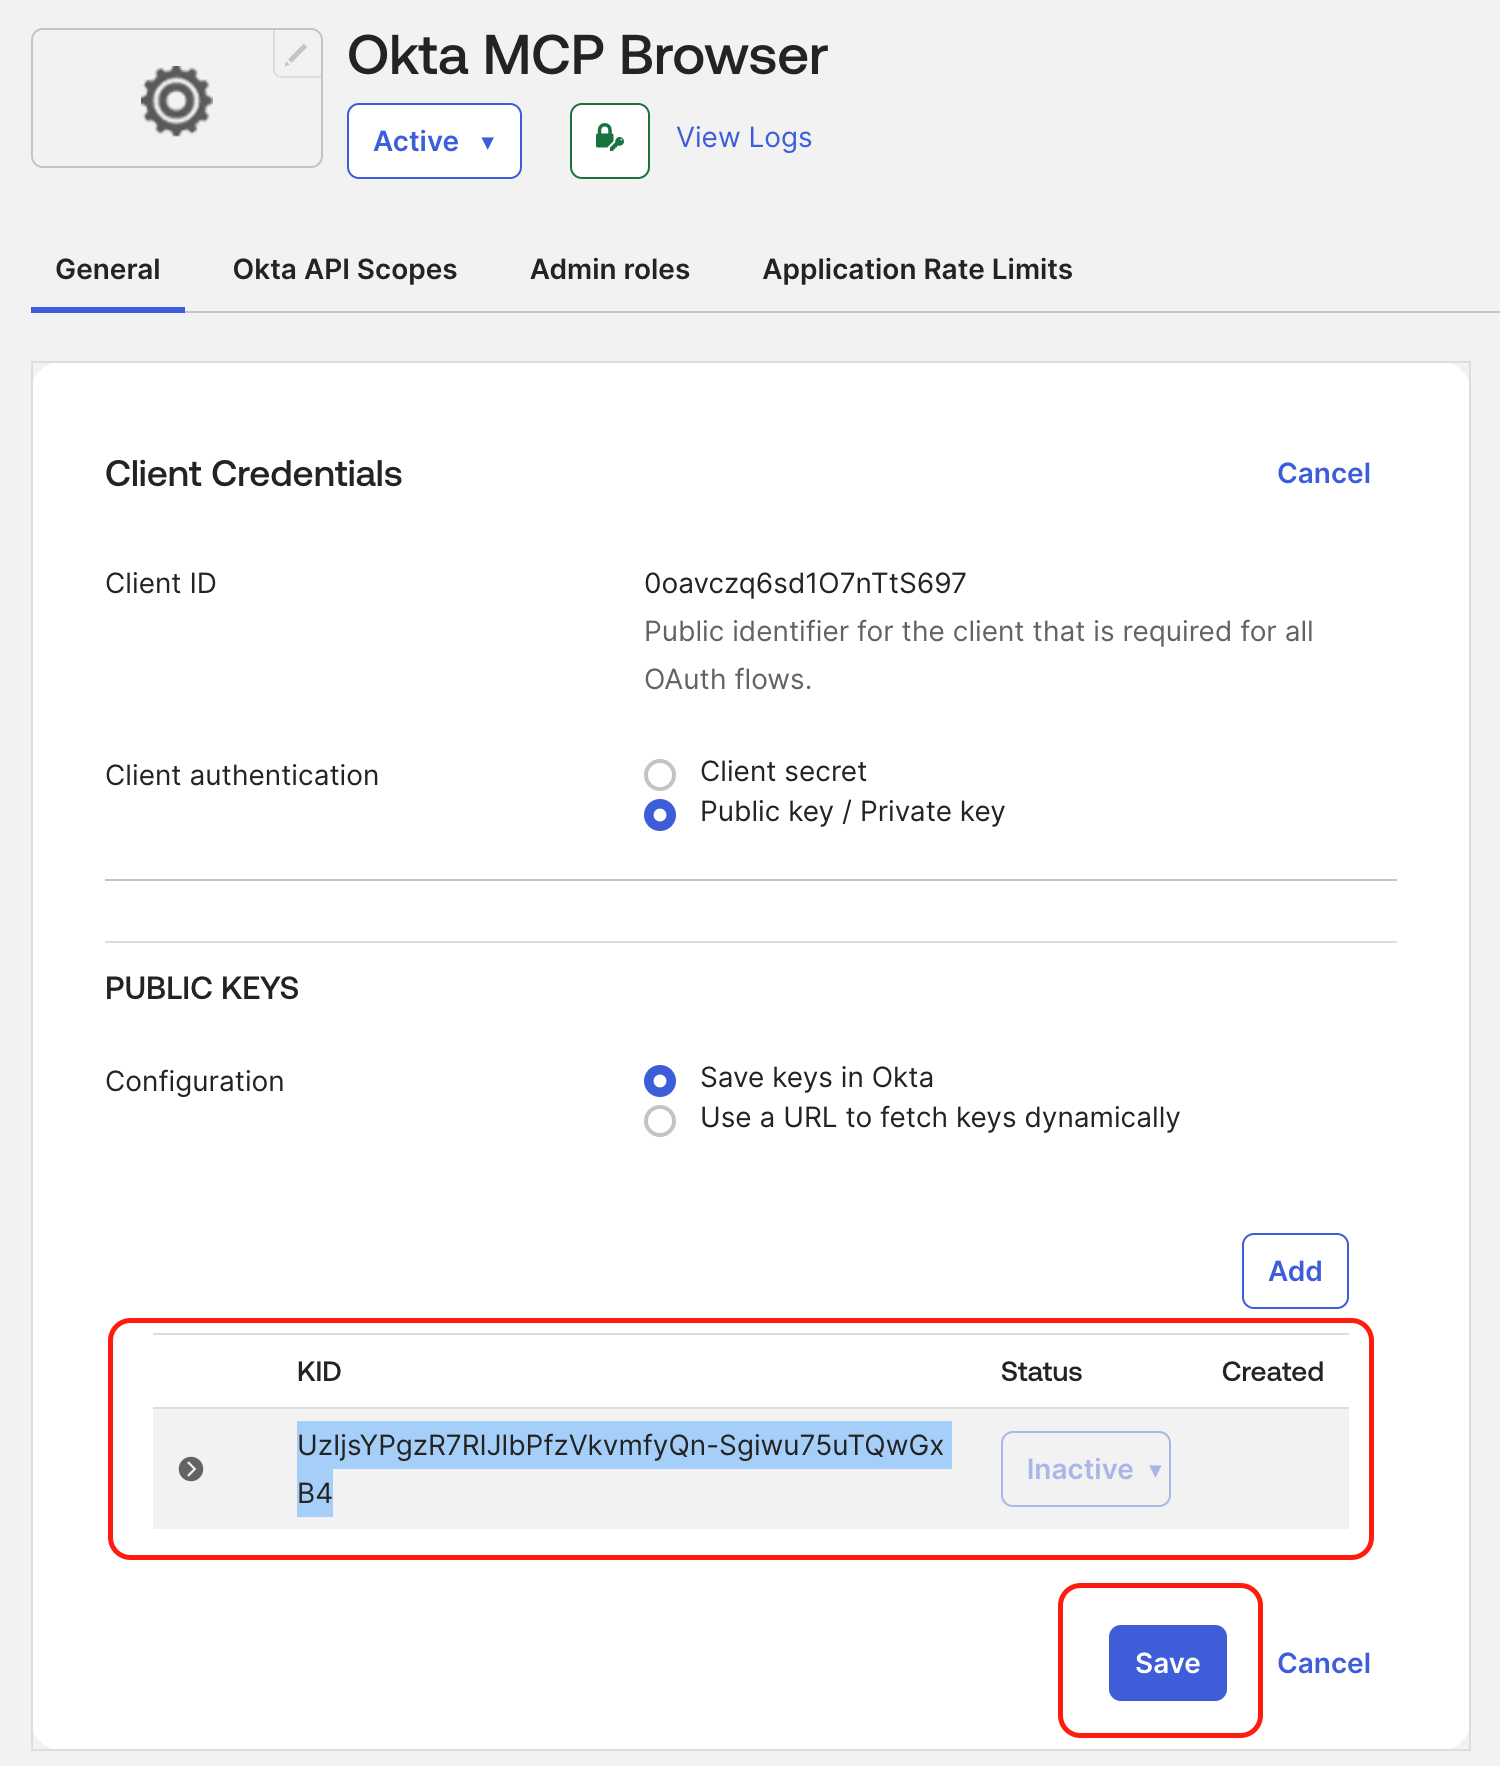 Okta MCP Browser
Active
View Logs
General
Okta API Scopes
Admin roles
Application Rate Limits
Client Credentials
Cancel
Client ID
0oavczq6sd1O7nTtS697
Public identifier for the client that is required for all
OAuth flows.
Client authentication
Client secret
Public key / Private key
PUBLIC KEYS
Configuration
Save keys in Okta
Use a URL to fetch keys dynamically
Add
KID
Status
Created
UzIjsYPgzR7RIJIbPfzVkvmfyQn-Sgiwu75uTQwGx
B4
Inactive
Save
Cancel